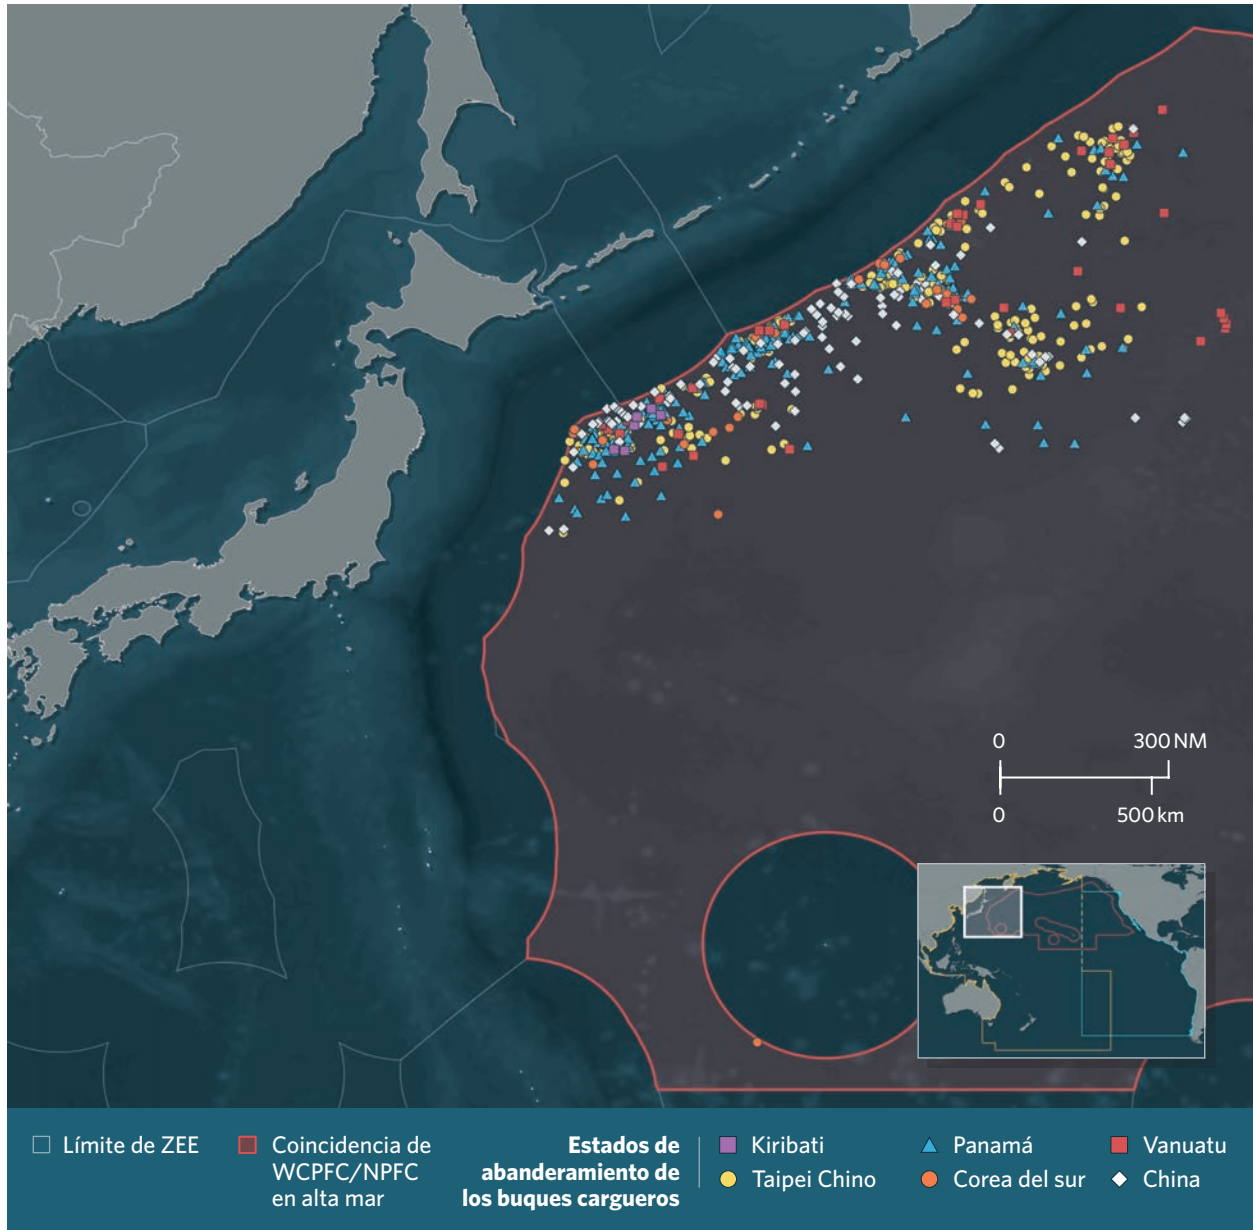 0 300 NM
0 500 km
Límite de ZEE
Coincidencia de
WCPFC/NPFC
en alta mar
Estados de
abanderamiento de
los buques cargueros
Kiribati
Panamá
Vanuatu
Taipei Chino
Corea del sur
China